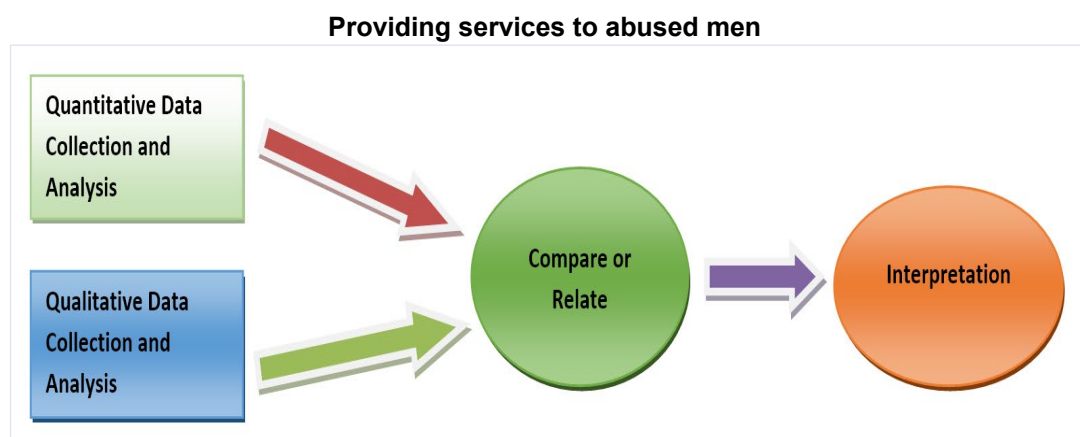 Providing services to abused men
Quantitative Data
Collection and
Analysis
Qualitative Data
Collection and
Analysis
Compare or
Relate
Interpretation